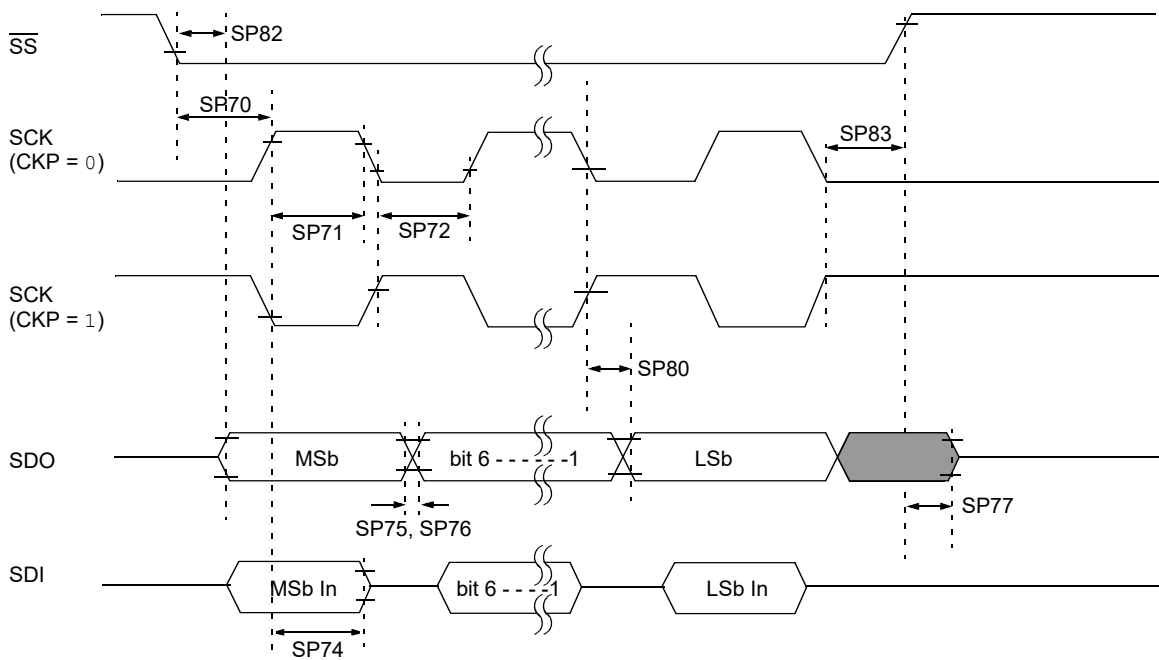 SS
SP82
SP70
SCK
(CKP = 0)
SP83
SP71
SP72
SCK
(CKP = 1)
SP80
SDO
MSb
bit 6 - - - - - - -1
LSb
SP75, SP76
SP77
SDI
MSb In
bit 6 - - - -1
LSb In
SP74